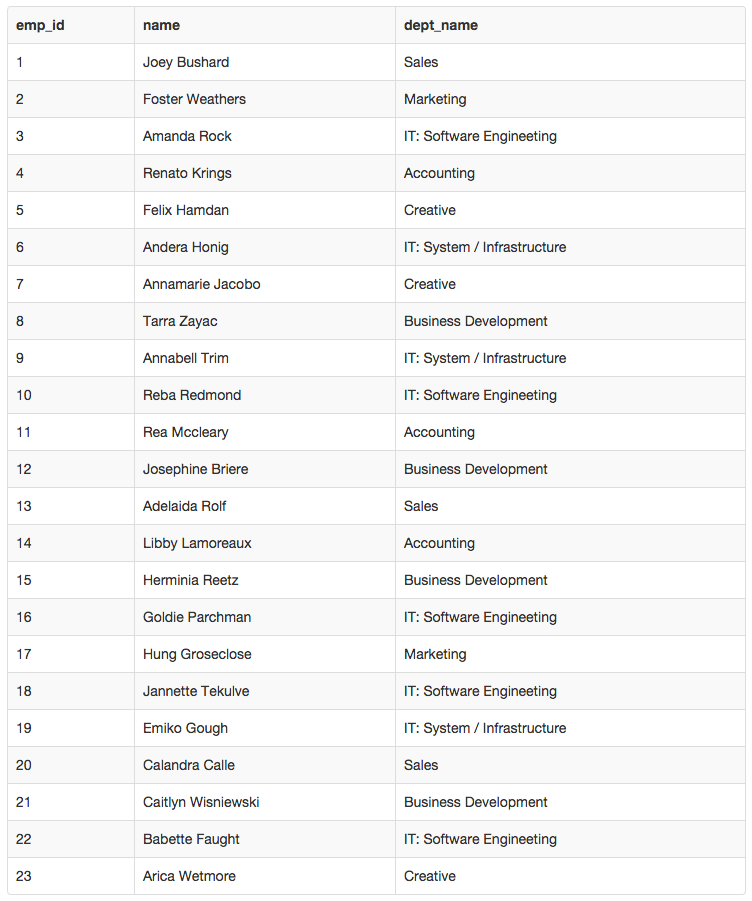 emp_id name dept_name
1 Joey Bushard Sales
2 Foster Weathers Marketing
3 Amanda Rock IT: Software Engineeting
4 Renato Krings Accounting
5 Felix Hamdan Creative
6 Andera Honig IT: System / Infrastructure
7 Annamarie Jacobo Creative
8 Tarra Zayac Business Development
9 Annabell Trim IT: System / Infrastructure
10 Reba Redmond IT: Software Engineeting
11 Rea Mccleary Accounting
12 Josephine Briere Business Development
13 Adelaida Rolf Sales
14 Libby Lamoreaux Accounting
15 Herminia Reetz Business Development
16 Goldie Parchman IT: Software Engineeting
17 Hung Groseclose Marketing
18 Jannette Tekulve IT: Software Engineeting
19 Emiko Gough IT: System / Infrastructure
20 Calandra Calle Sales
21 Caitlyn Wisniewski Business Development
22 Babette Faught IT: Software Engineeting
23 Arica Wetmore Creative